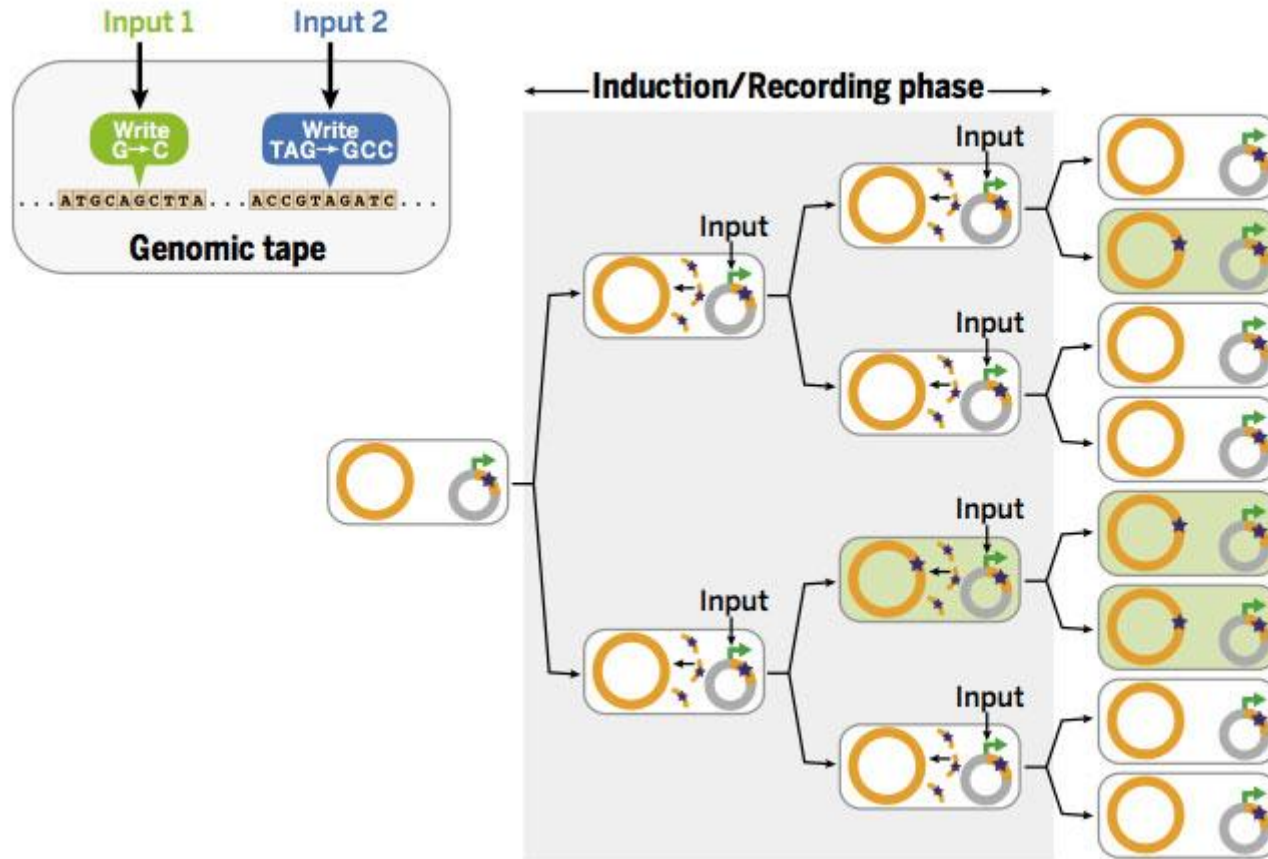 Input 1
Input 2
Write
G→C
Write
TAG→GCC
...ATGCAGCTTA...ACCGTAGATC...
Genomic tape
Induction/Recording phase
Input
Input
Input
Input
Input
Input